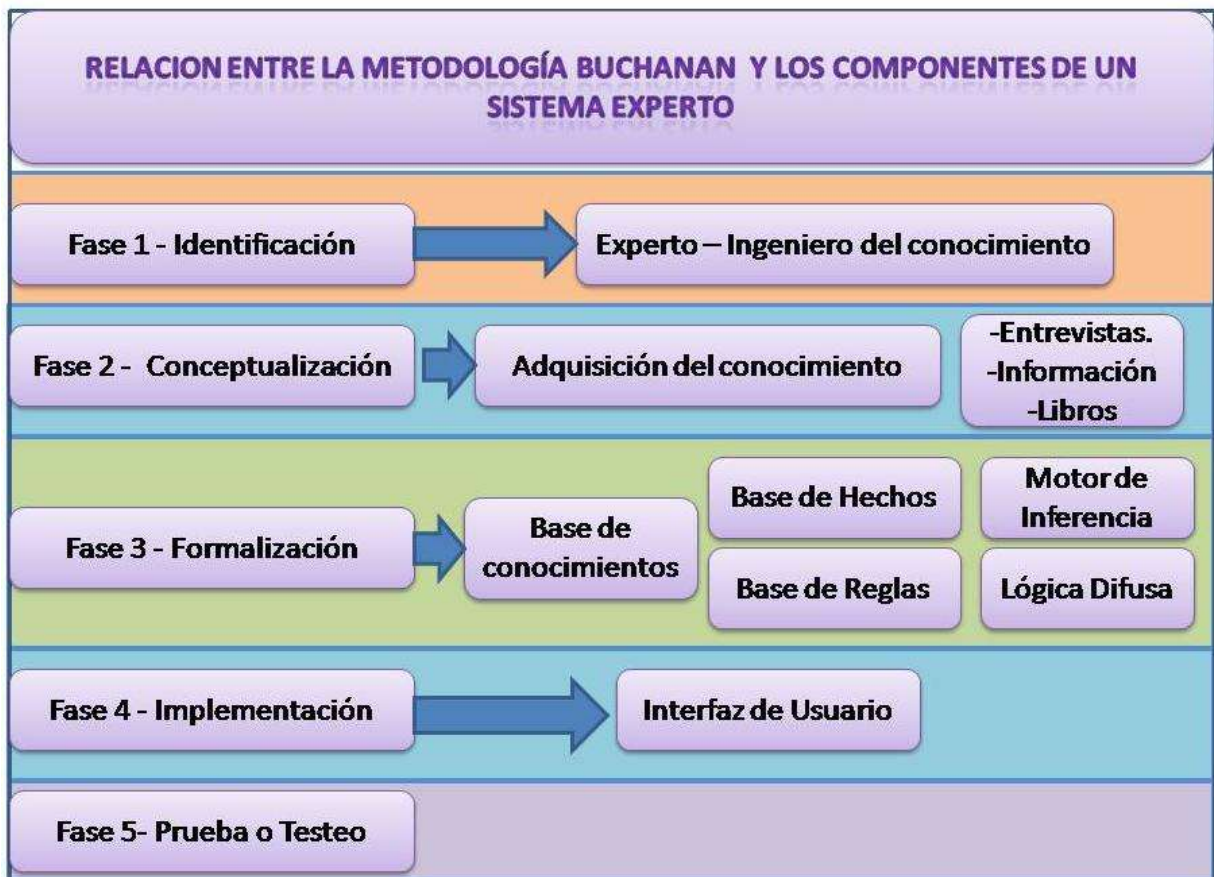 RELACION ENTRE LA METODOLOGÍA BUCHANAN Y LOS COMPONENTES DE UN
SISTEMA EXPERTO
Fase 1 - Identificación
Experto – Ingeniero del conocimiento
Fase 2 - Conceptualización
Adquisición del conocimiento
-Entrevistas.
-Información
-Libros
Fase 3 - Formalización
Base de
conocimientos
Base de Hechos
Motor de
Inferencia
Base de Reglas
Lógica Difusa
Fase 4 - Implementación
Interfaz de Usuario
Fase 5- Prueba o Testeo